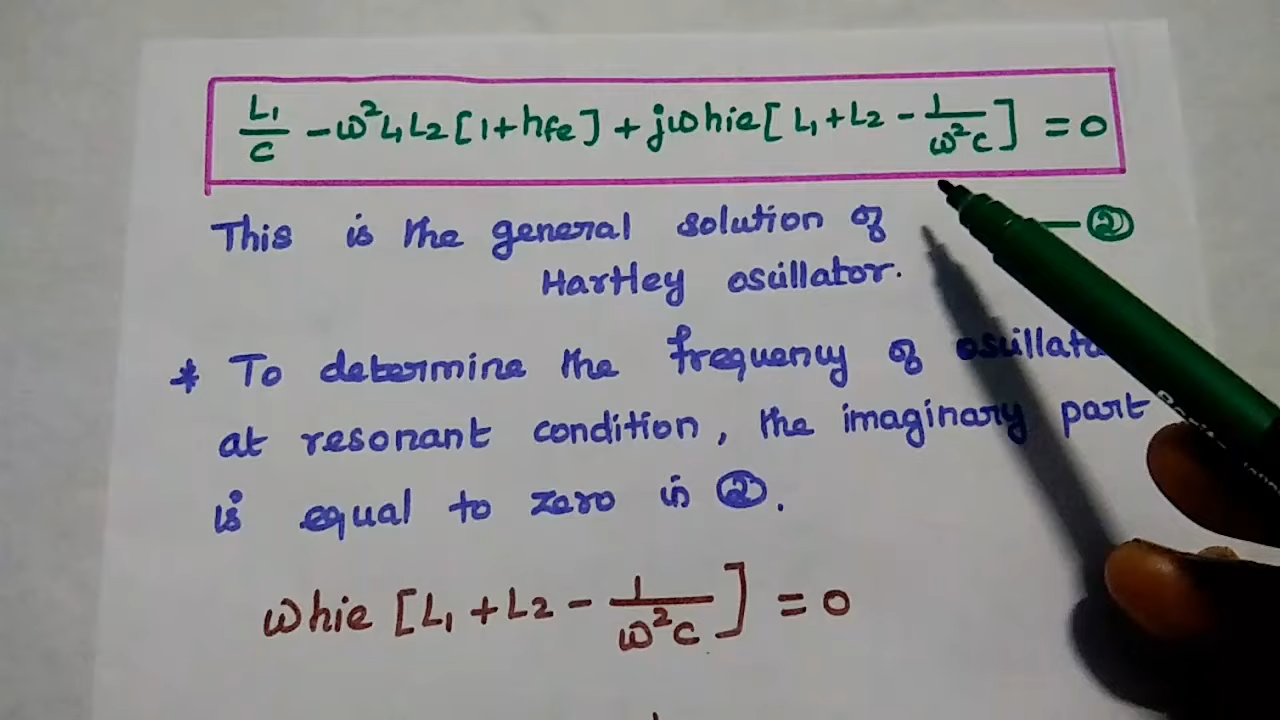 L₁/C - ω²L₁L₂[1+hfe] + jωhie[L₁+L₂ - 1/ω²C] = 0
This is the general solution of — ②
Hartley oscillator.
* To determine the frequency of
at resonant condition, the imaginary part
is equal to zero in ②.
ωhie [L₁ + L₂ - 1/ω²C] = 0